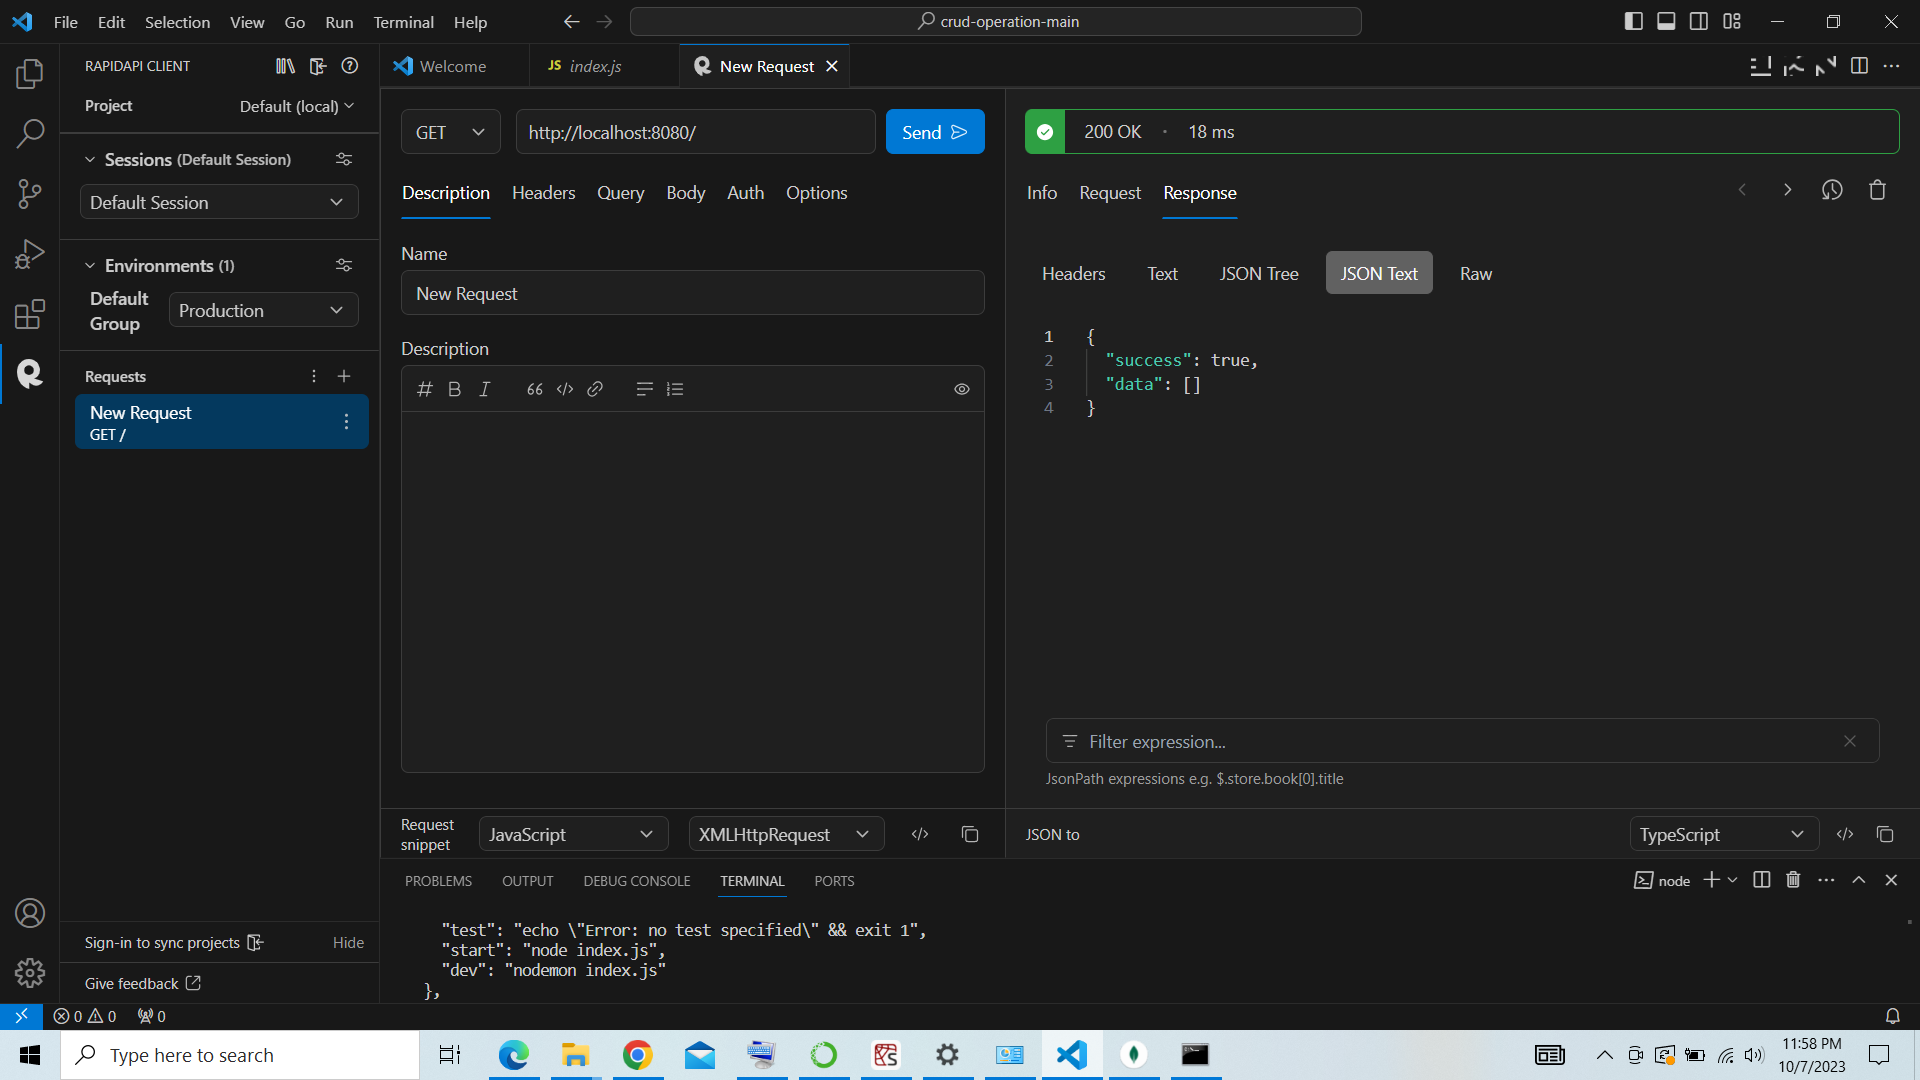 File Edit Selection View Go Run Terminal Help
crud-operation-main
RAPIDAPI CLIENT
Project Default (local)
Sessions (Default Session)
Default Session
Environments (1)
Default Group Production
Requests
New Request
GET /
Sign-in to sync projects Hide
Give feedback
Welcome
JS index.js
New Request
GET http://localhost:8080/ Send
Description Headers Query Body Auth Options
Name
New Request
Description
Request snippet JavaScript XMLHttpRequest
200 OK · 18 ms
Info Request Response
Headers Text JSON Tree JSON Text Raw
1 {
2 "success": true,
3 "data": []
4 }
Filter expression...
JsonPath expressions e.g. $.store.book[0].title
JSON to TypeScript
PROBLEMS OUTPUT DEBUG CONSOLE TERMINAL PORTS
node
"test": "echo \"Error: no test specified\" && exit 1",
"start": "node index.js",
"dev": "nodemon index.js"
},
0 0 0
Type here to search
11:58 PM
10/7/2023